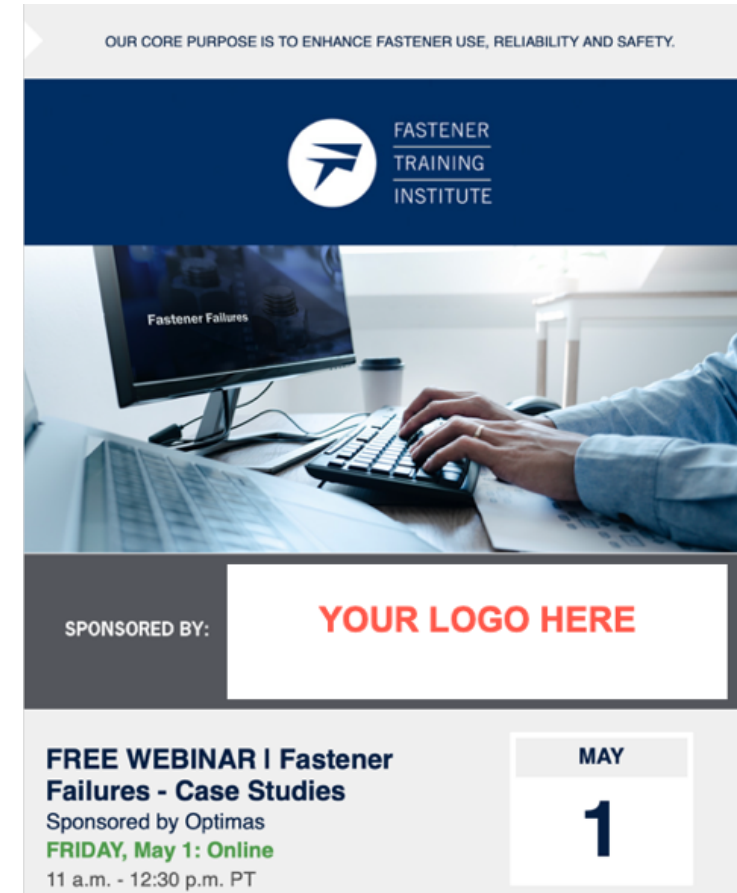 OUR CORE PURPOSE IS TO ENHANCE FASTENER USE, RELIABILITY AND SAFETY.
FASTENER
TRAINING
INSTITUTE
Fastener Failures
SPONSORED BY:
YOUR LOGO HERE
FREE WEBINAR | Fastener
Failures - Case Studies
Sponsored by Optimas
FRIDAY, May 1: Online
11 a.m. - 12:30 p.m. PT
MAY
1